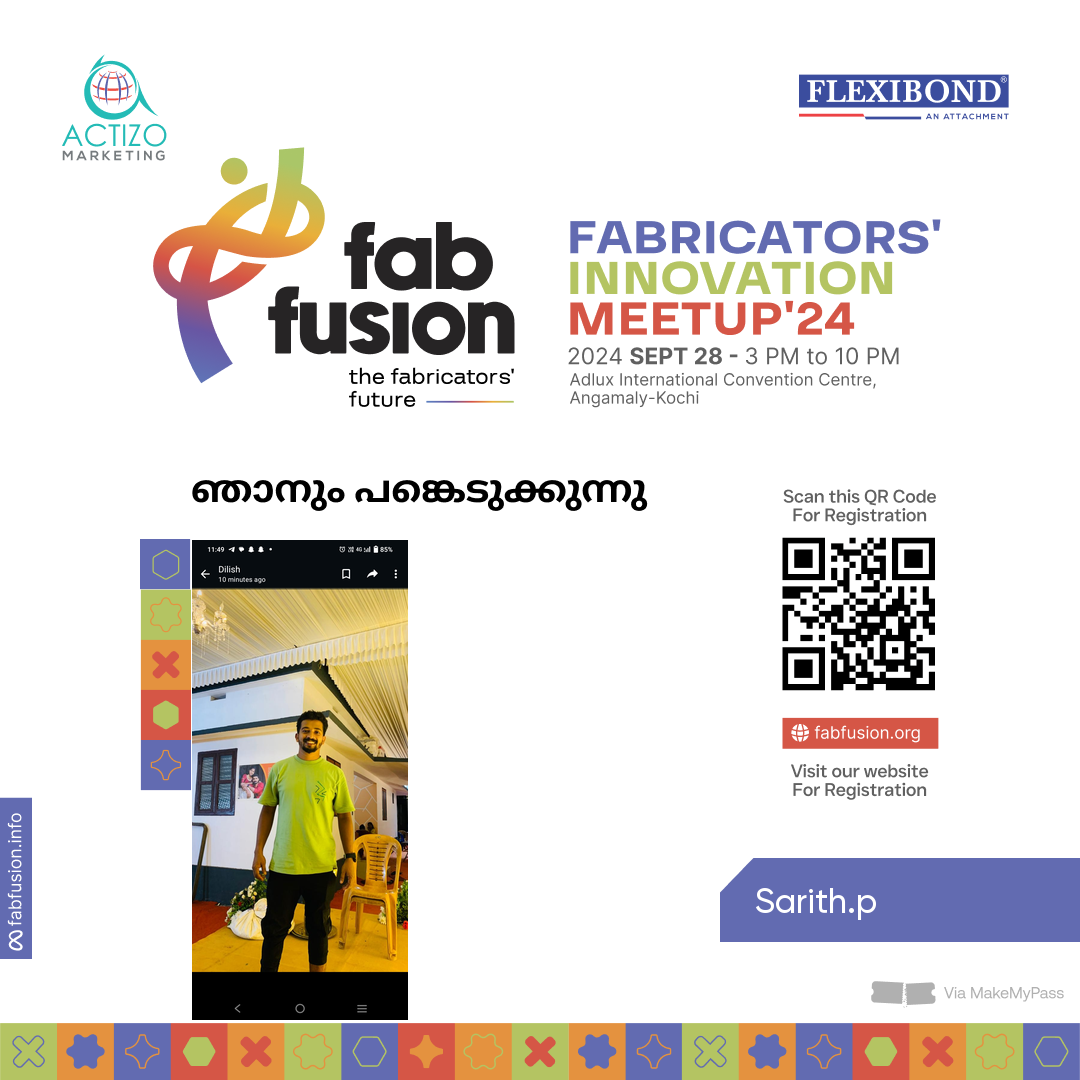 ACTIZO
MARKETING
FLEXIBOND®
AN ATTACHMENT
fab
fusion
the fabricators'
future
FABRICATORS'
INNOVATION
MEETUP'24
2024 SEPT 28 - 3 PM to 10 PM
Adlux International Convention Centre,
Angamaly-Kochi
ഞാനും പങ്കെടുക്കുന്നു
Scan this QR Code
For Registration
11:49
4G
85%
Dilish
10 minutes ago
fabfusion.org
Visit our website
For Registration
fabfusion.info
Sarith.p
Via MakeMyPass